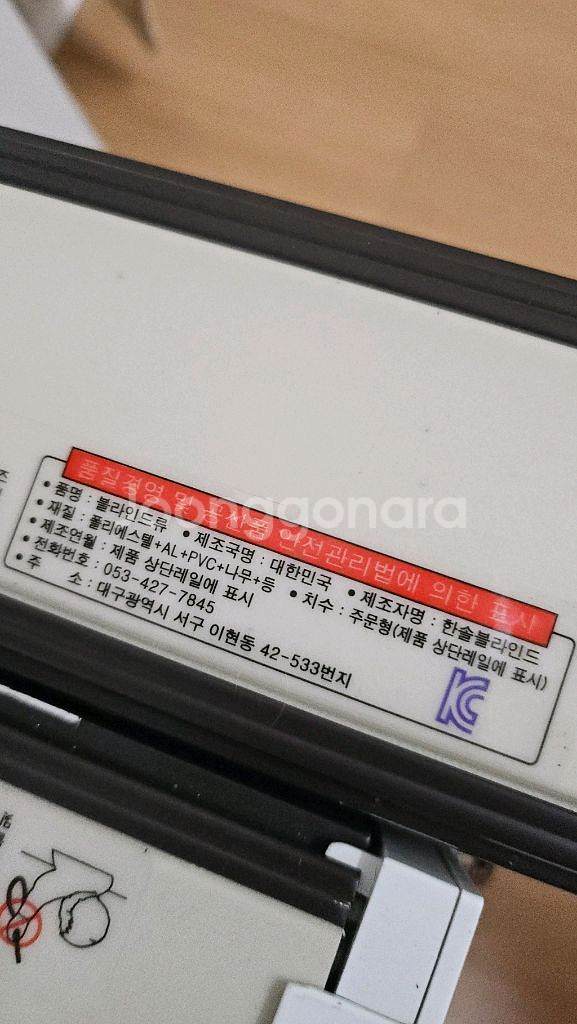 품질경영 및 공산품 안전관리법에 의한 표시
• 품명 : 블라인드류 • 제조국명 : 대한민국 • 제조자명 : 한솔블라인드
• 재질 : 폴리에스텔+AL+PVC+나무+등 • 치수 : 주문형(제품 상단레일에 표시)
• 제조연월 : 제품 상단레일에 표시
• 전화번호 : 053-427-7845
• 주 소 : 대구광역시 서구 이현동 42-533번지
KC
joonggonara